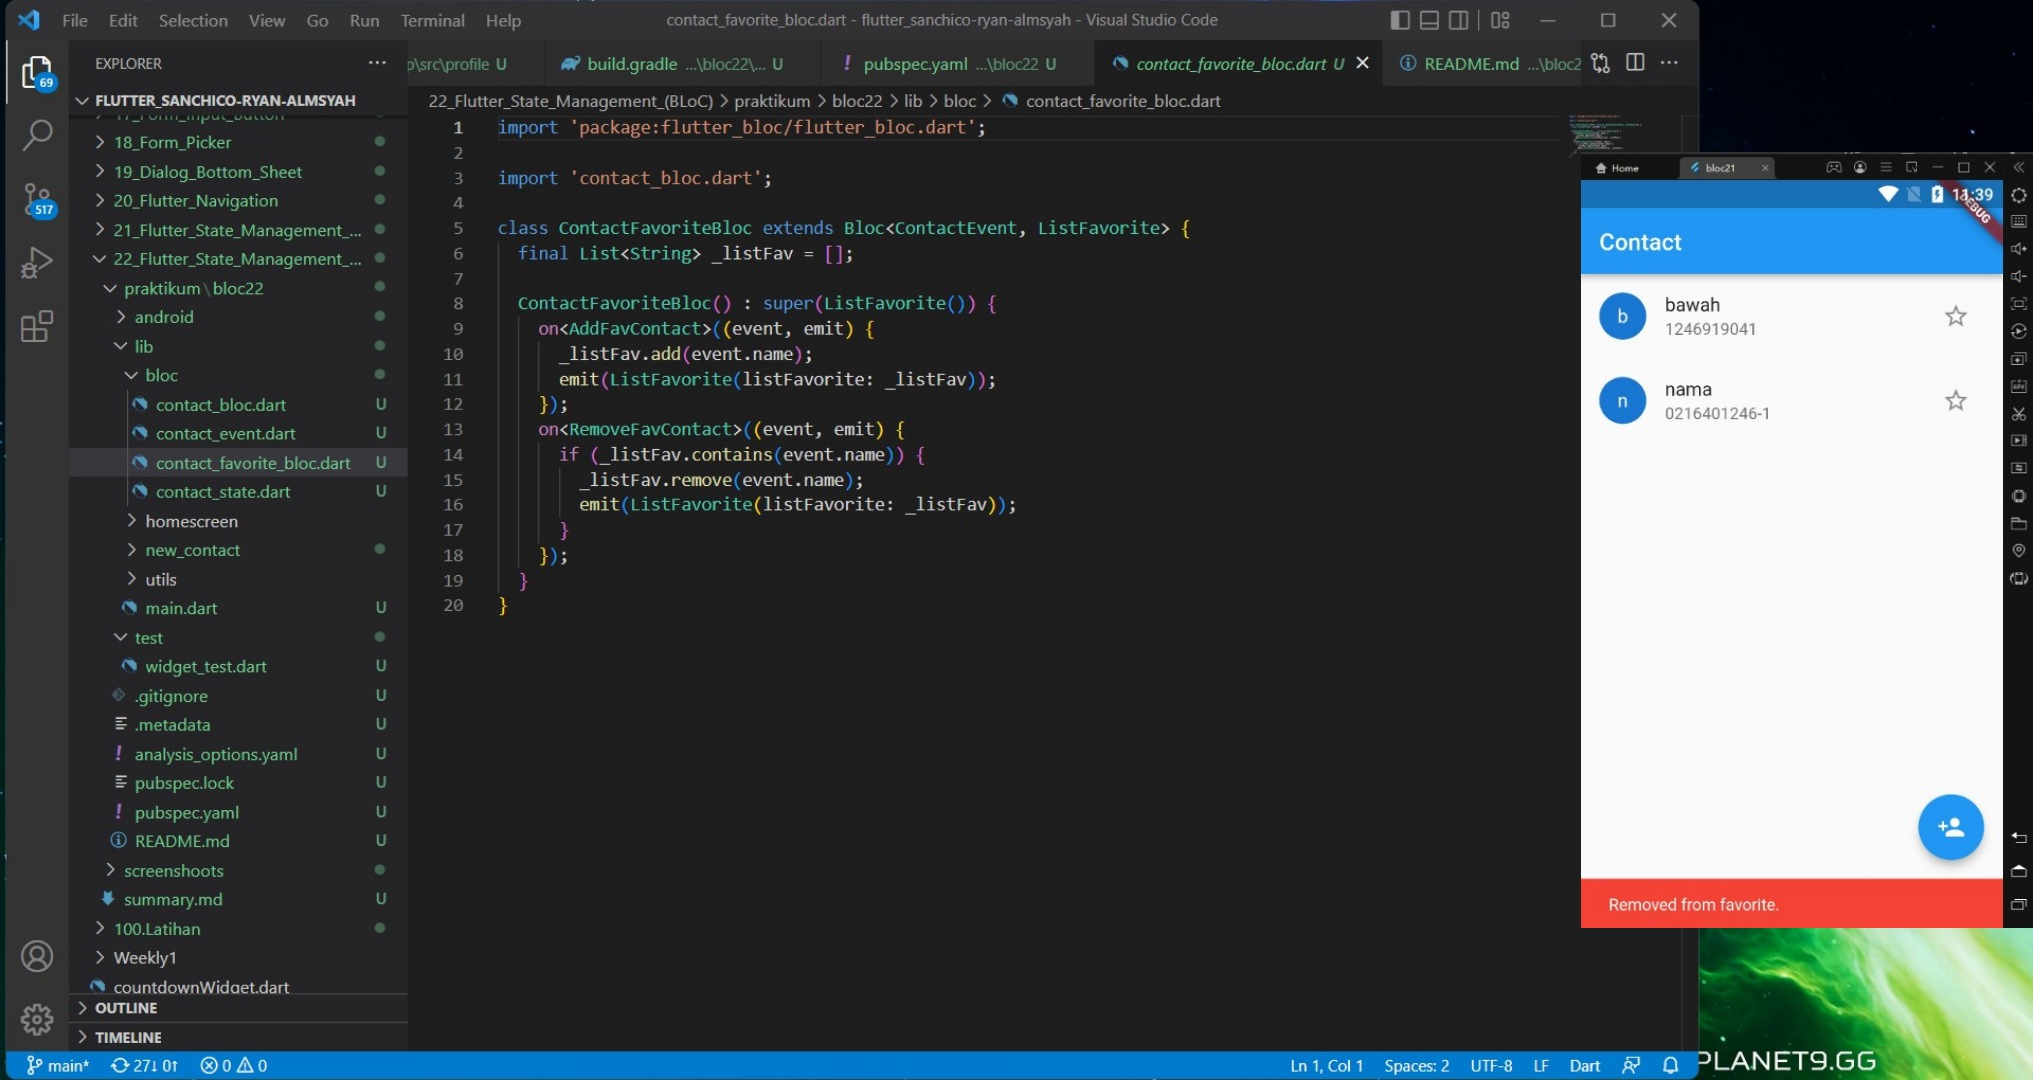 File Edit Selection View Go Run Terminal Help
contact_favorite_bloc.dart - flutter_sanchico-ryan-almsyah - Visual Studio Code
EXPLORER
FLUTTER_SANCHICO-RYAN-ALMSYAH
17_Form_Input_Button
18_Form_Picker
19_Dialog_Bottom_Sheet
20_Flutter_Navigation
21_Flutter_State_Management_...
22_Flutter_State_Management_...
praktikum\bloc22
android
lib
bloc
contact_bloc.dart U
contact_event.dart U
contact_favorite_bloc.dart U
contact_state.dart U
homescreen
new_contact
utils
main.dart U
test
widget_test.dart U
.gitignore U
.metadata U
analysis_options.yaml U
pubspec.lock U
pubspec.yaml U
README.md U
screenshoots
summary.md U
100.Latihan
Weekly1
countdownWidget.dart
OUTLINE
TIMELINE
69
517
p\src\profile U
build.gradle ...\bloc22\... U
pubspec.yaml ...\bloc22 U
contact_favorite_bloc.dart U
README.md ...\bloc2
22_Flutter_State_Management_(BLoC) > praktikum > bloc22 > lib > bloc > contact_favorite_bloc.dart
1 import 'package:flutter_bloc/flutter_bloc.dart';
2
3 import 'contact_bloc.dart';
4
5 class ContactFavoriteBloc extends Bloc<ContactEvent, ListFavorite> {
6 final List<String> _listFav = [];
7
8 ContactFavoriteBloc() : super(ListFavorite()) {
9 on<AddFavContact>((event, emit) {
10 _listFav.add(event.name);
11 emit(ListFavorite(listFavorite: _listFav));
12 });
13 on<RemoveFavContact>((event, emit) {
14 if (_listFav.contains(event.name)) {
15 _listFav.remove(event.name);
16 emit(ListFavorite(listFavorite: _listFav));
17 }
18 });
19 }
20 }
Home bloc21
11:39
DEBUG
Contact
b
bawah
1246919041
n
nama
0216401246-1
Removed from favorite.
main* 27↓ 0↑ 0 0
Ln 1, Col 1 Spaces: 2 UTF-8 LF Dart
PLANET9.GG